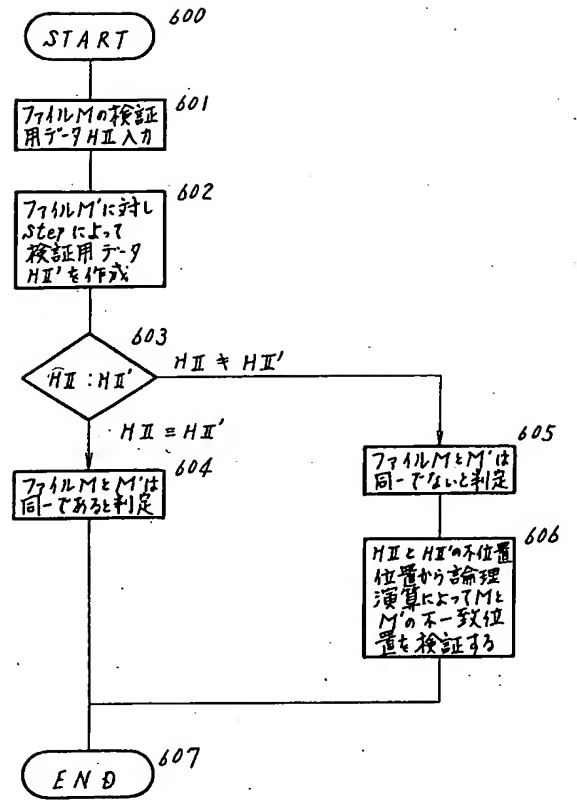 600
START
601
ファイルMの検証
用データHⅡ入力
602
ファイルM'に対し
Stepによって
検証用データ
HⅡ'を作成
603
HⅡ:HⅡ'
HⅡ≠HⅡ'
HⅡ=HⅡ'
604
ファイルMとM'は
同一であると判定
605
ファイルMとM'は
同一でないと判定
606
HⅡとHⅡ'の不位置
位置から論理
演算によってMと
M'の不一致位
置を検証する
607
END